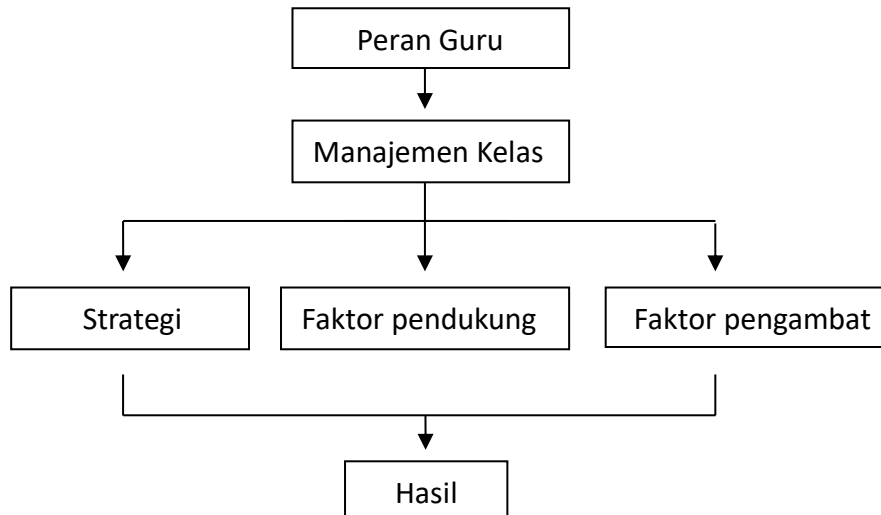 Peran Guru
Manajemen Kelas
Strategi
Faktor pendukung
Faktor pengambat
Hasil